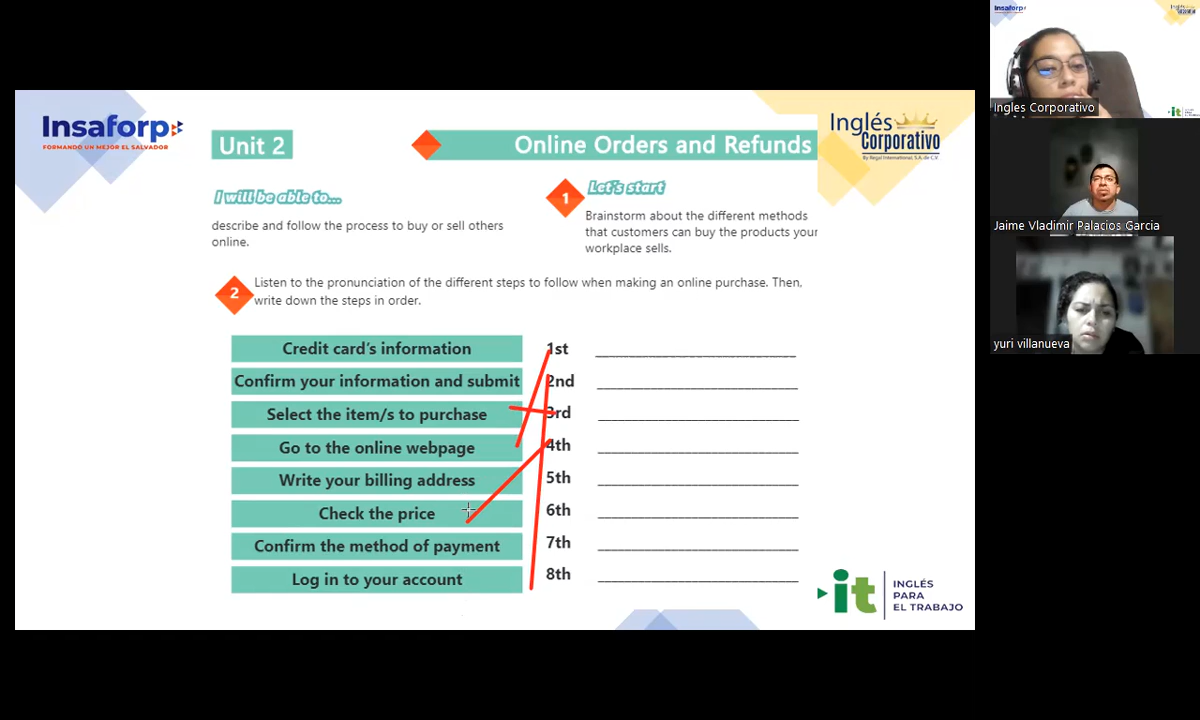 Insaforp
FORMANDO UN MEJOR EL SALVADOR
Unit 2
Online Orders and Refunds
Inglés
Corporativo
By Regal International, S.A. de C.V.
I will be able to...
describe and follow the process to buy or sell others
online.
1
Let's start
Brainstorm about the different methods
that customers can buy the products your
workplace sells.
2
Listen to the pronunciation of the different steps to follow when making an online purchase. Then,
write down the steps in order.
Credit card's information
Confirm your information and submit
Select the item/s to purchase
Go to the online webpage
Write your billing address
Check the price
Confirm the method of payment
Log in to your account
1st
2nd
3rd
4th
5th
6th
7th
8th
it
INGLÉS
PARA
EL TRABAJO
Insaforp
Inglés
Corporativo
it
Ingles Corporativo
Jaime Vladimir Palacios Garcia
yuri villanueva